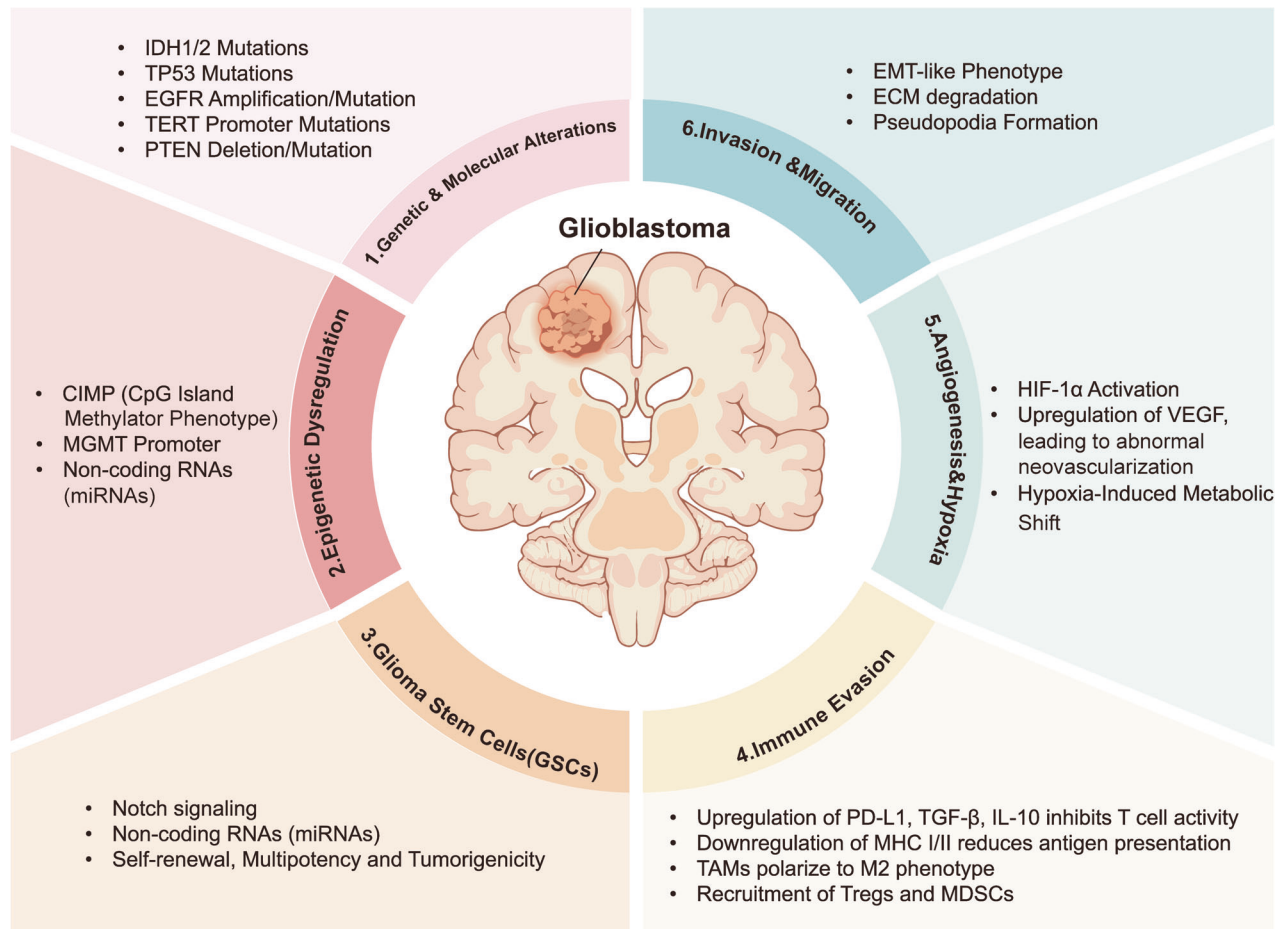 Glioblastoma
1.Genetic & Molecular Alterations
• IDH1/2 Mutations
• TP53 Mutations
• EGFR Amplification/Mutation
• TERT Promoter Mutations
• PTEN Deletion/Mutation
2.Epigenetic Dysregulation
• CIMP (CpG Island
Methylator Phenotype)
• MGMT Promoter
• Non-coding RNAs
(miRNAs)
3.Glioma Stem Cells(GSCs)
• Notch signaling
• Non-coding RNAs (miRNAs)
• Self-renewal, Multipotency and Tumorigenicity
4.Immune Evasion
• Upregulation of PD-L1, TGF-β, IL-10 inhibits T cell activity
• Downregulation of MHC I/II reduces antigen presentation
• TAMs polarize to M2 phenotype
• Recruitment of Tregs and MDSCs
5.Angiogenesis&Hypoxia
• HIF-1α Activation
• Upregulation of VEGF,
leading to abnormal
neovascularization
• Hypoxia-Induced Metabolic
Shift
6.Invasion &Migration
• EMT-like Phenotype
• ECM degradation
• Pseudopodia Formation